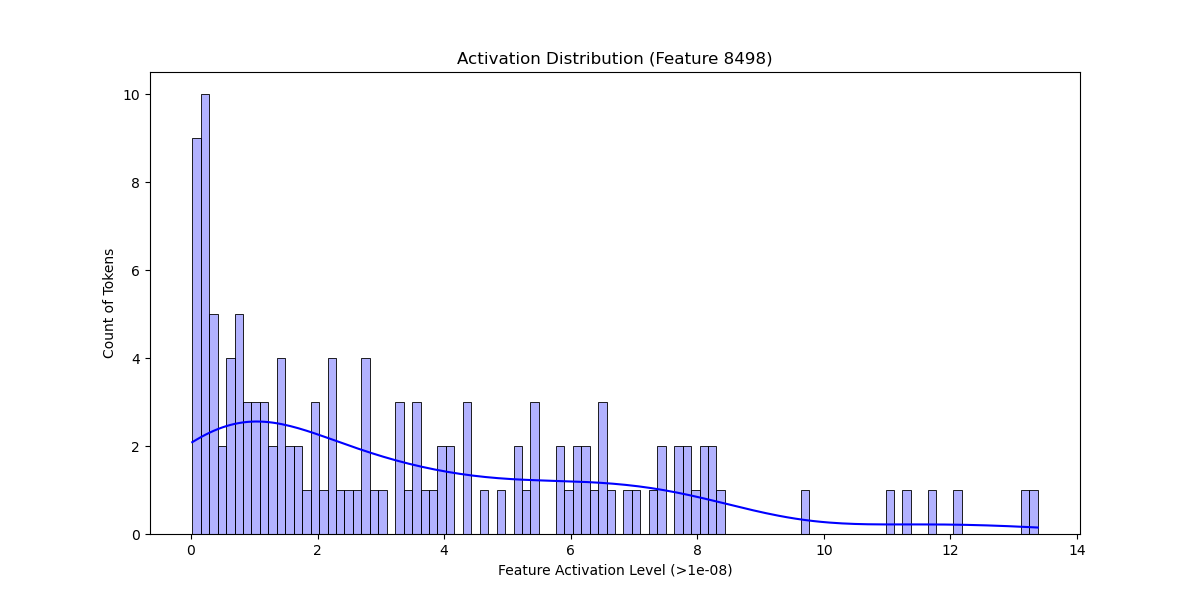 Activation Distribution (Feature 8498)
Count of Tokens
10
8
6
4
2
0
0 2 4 6 8 10 12 14
Feature Activation Level (>1e-08)